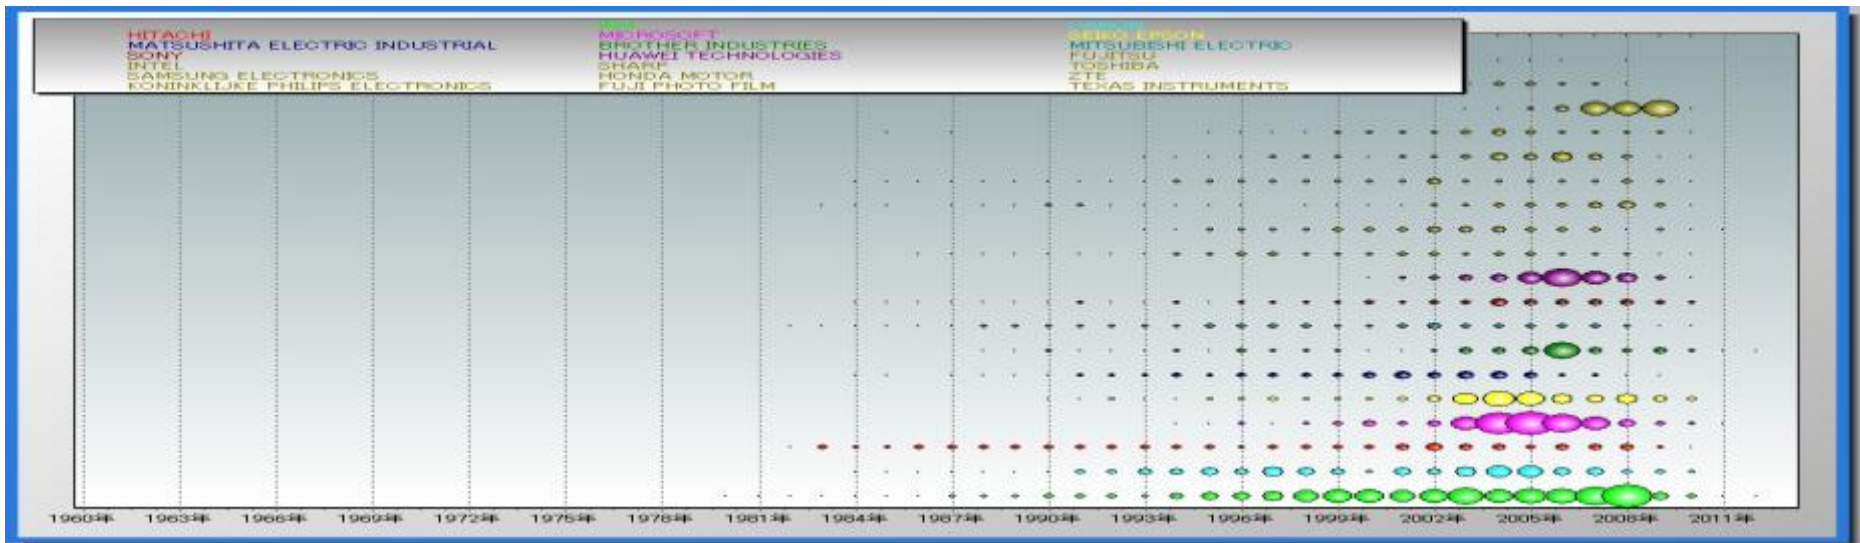 HITACHI MICROSOFT SEIKO EPSON
MATSUSHITA ELECTRIC INDUSTRIAL BROTHER INDUSTRIES MITSUBISHI ELECTRIC
SONY HUAWEI TECHNOLOGIES FUJITSU
INTEL SHARP TOSHIBA
SAMSUNG ELECTRONICS HONDA MOTOR ZTE
KONINKLIJKE PHILIPS ELECTRONICS FUJI PHOTO FILM TEXAS INSTRUMENTS
1960年 1963年 1966年 1969年 1972年 1975年 1978年 1981年 1984年 1987年 1990年 1993年 1996年 1999年 2002年 2005年 2008年 2011年